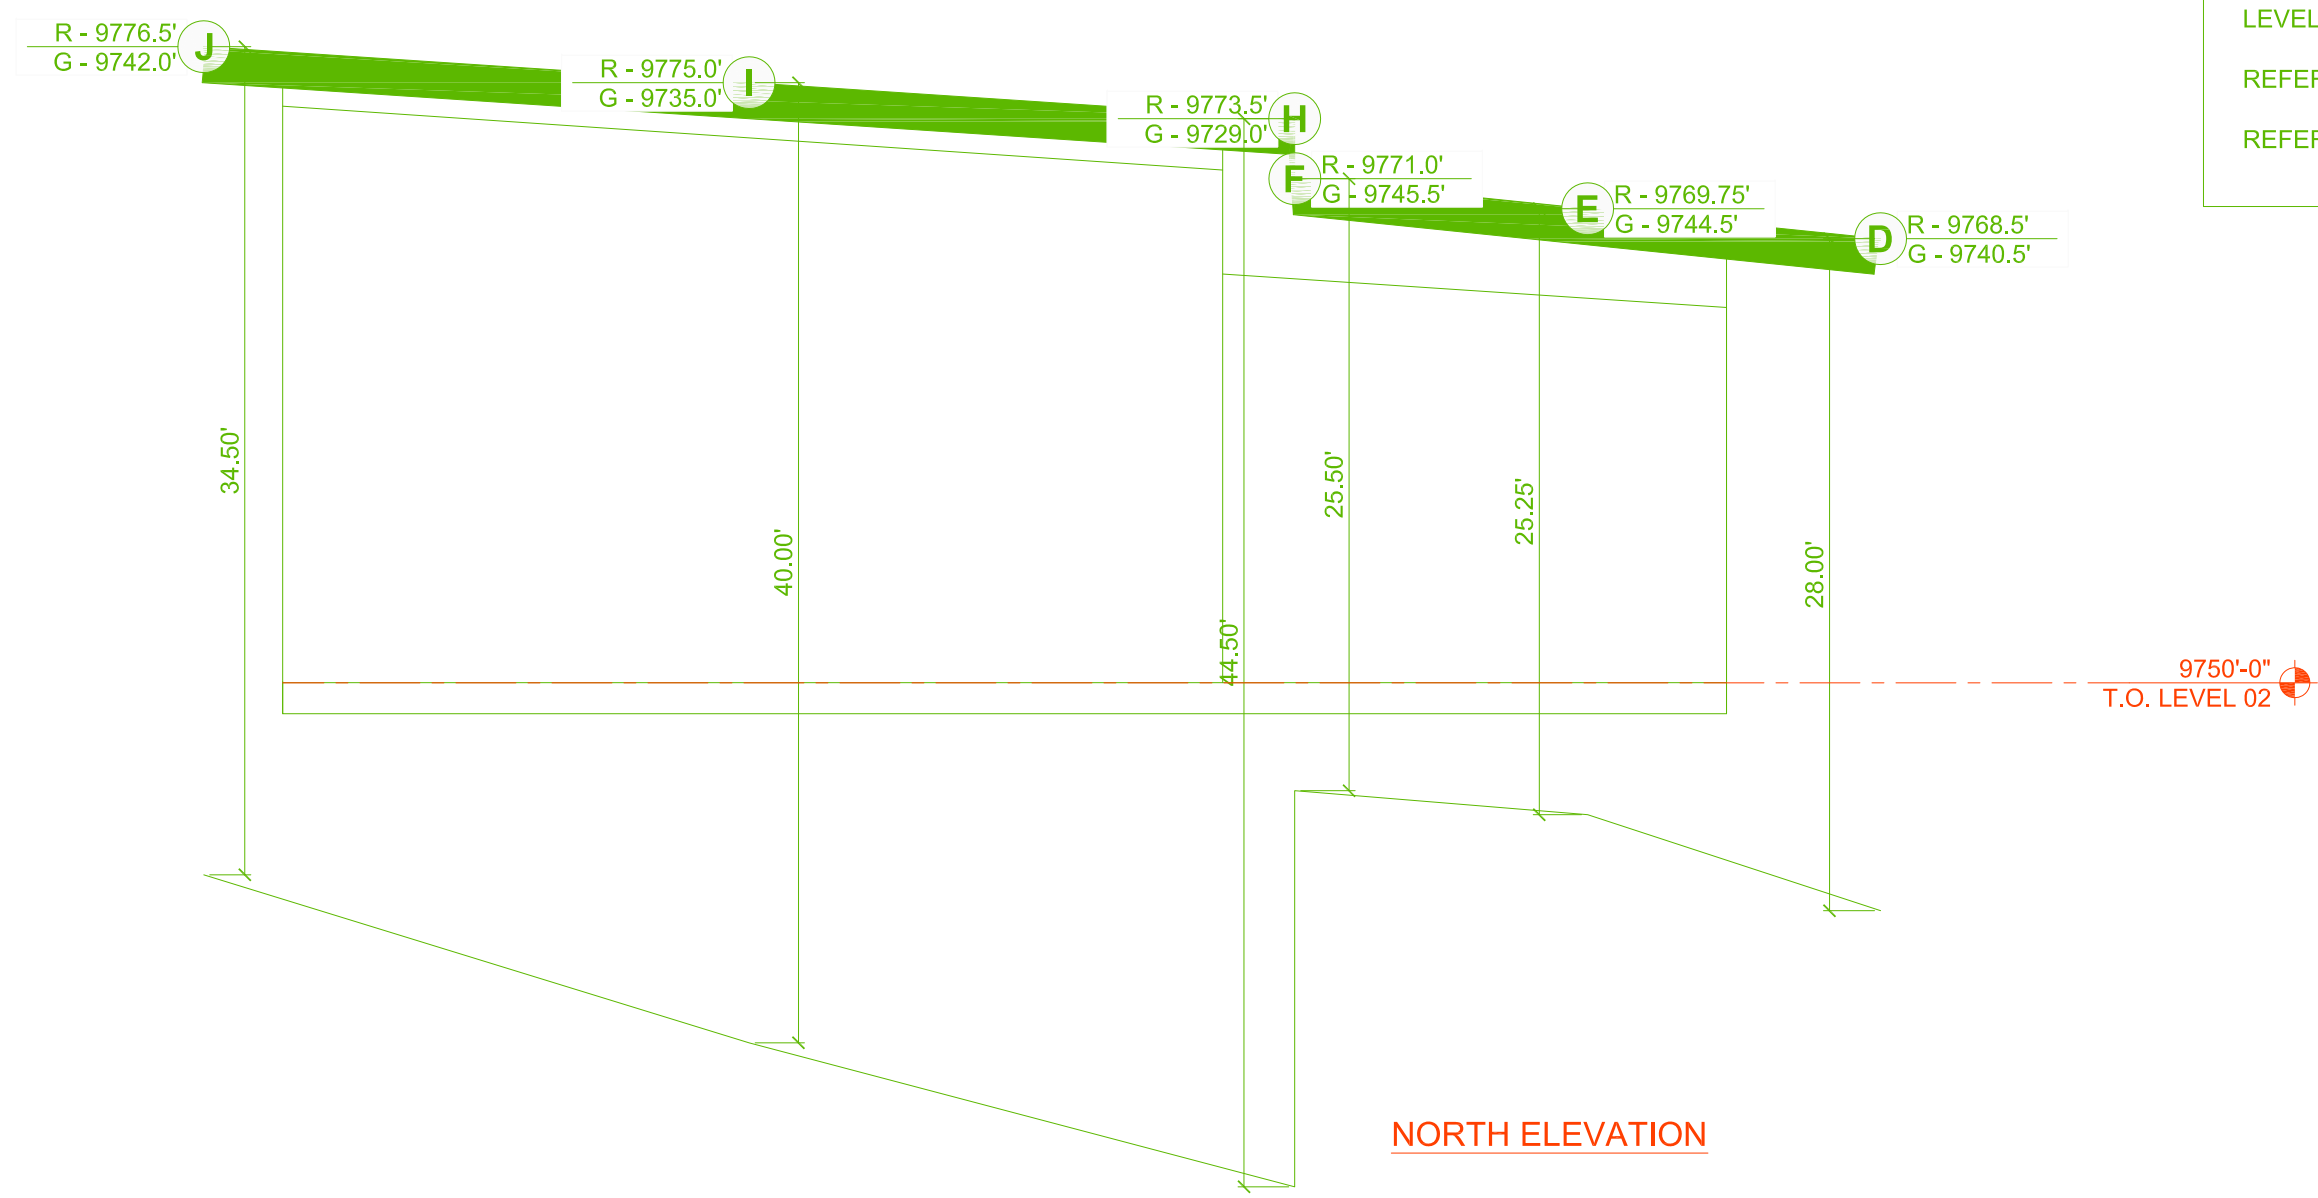 R - 9776.5'
G - 9742.0'
J
R - 9775.0'
G - 9735.0'
I
R - 9773.5'
G - 9729.0'
H
F
R - 9771.0'
G - 9745.5'
E
R - 9769.75'
G - 9744.5'
D
R - 9768.5'
G - 9740.5'
LEVEL
34.50'
40.00'
44.50'
25.50'
25.25'
28.00'
9750'-0"
T.O. LEVEL 02
NORTH ELEVATION